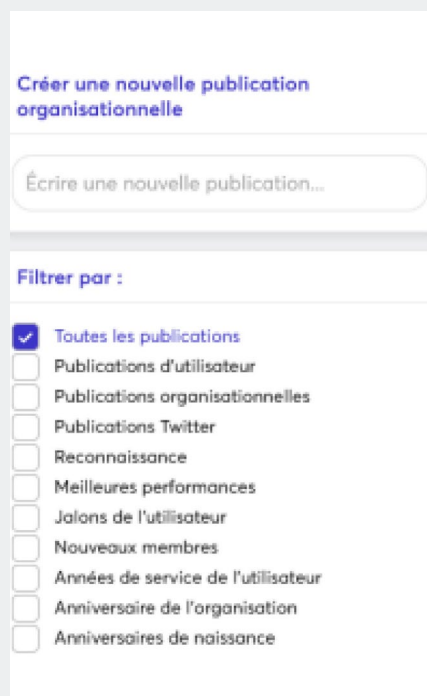 Créer une nouvelle publication
organisationnelle
Écrire une nouvelle publication...
Filtrer par :
Toutes les publications
Publications d'utilisateur
Publications organisationnelles
Publications Twitter
Reconnaissance
Meilleures performances
Jalons de l'utilisateur
Nouveaux membres
Années de service de l'utilisateur
Anniversaire de l'organisation
Anniversaires de naissance